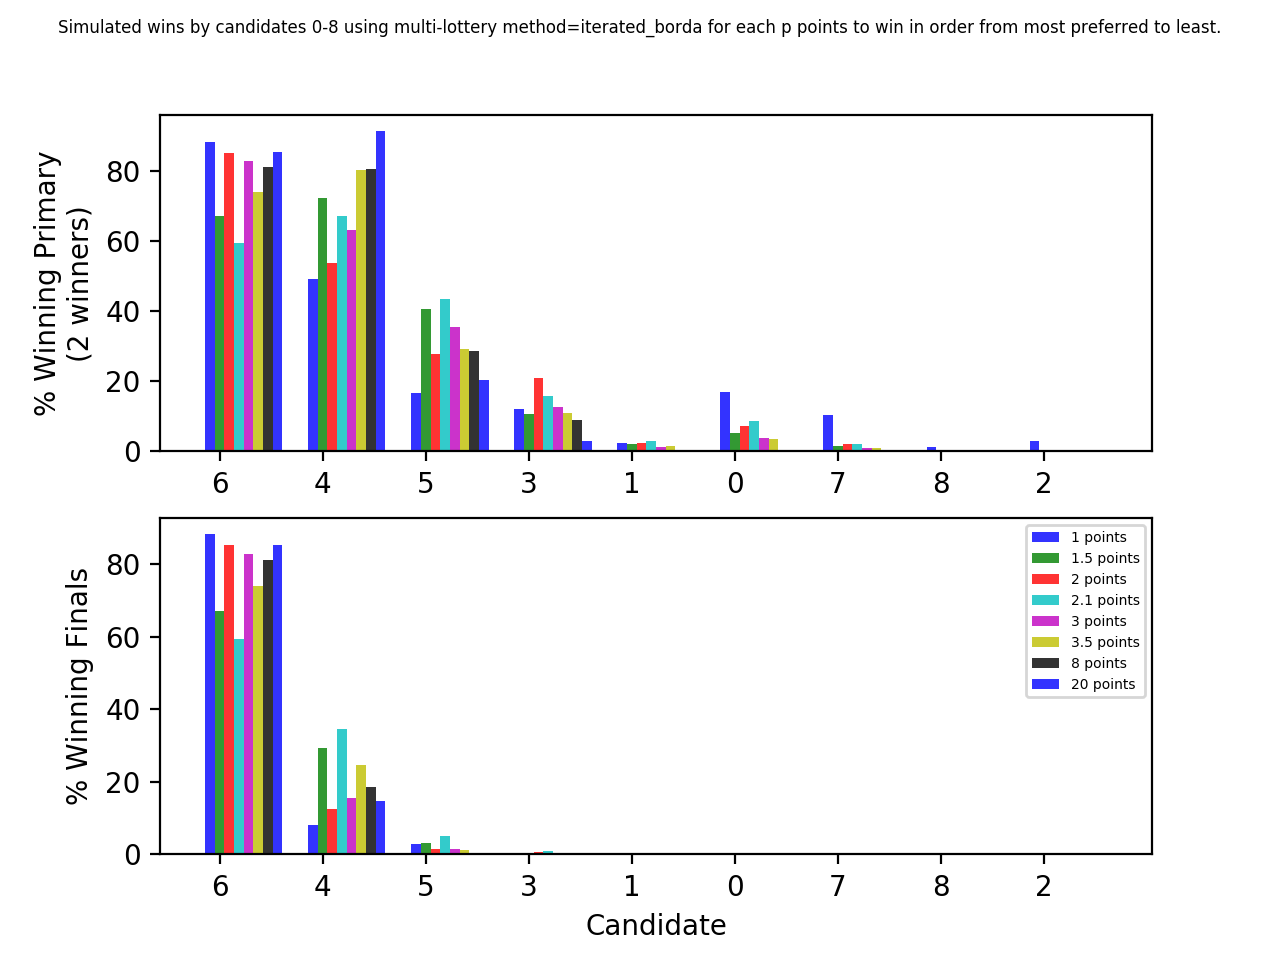 Simulated wins by candidates 0-8 using multi-lottery method=iterated_borda for each p points to win in order from most preferred to least.
% Winning Primary
(2 winners)
80
60
40
20
0
6 4 5 3 1 0 7 8 2
% Winning Finals
80
60
40
20
0
1 points
1.5 points
2 points
2.1 points
3 points
3.5 points
8 points
20 points
6 4 5 3 1 0 7 8 2
Candidate